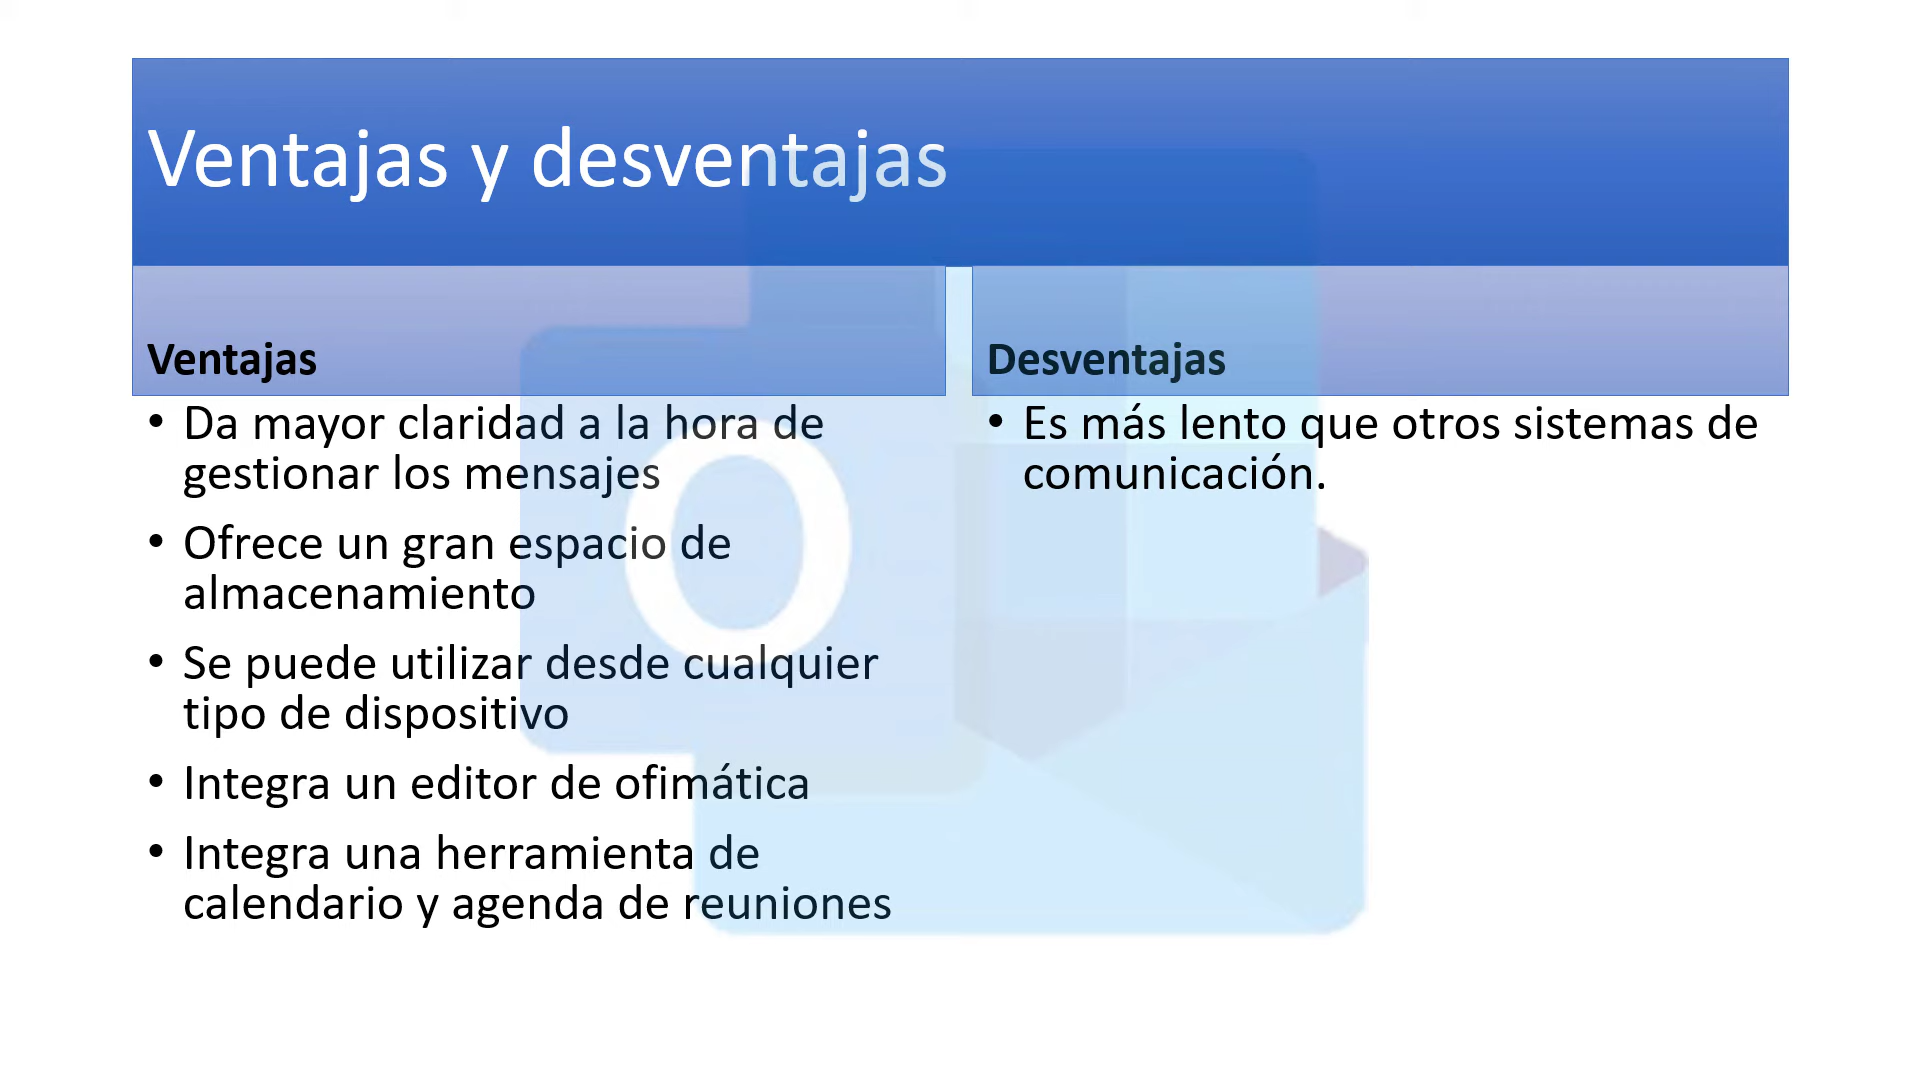 Ventajas y desventajas
Ventajas
• Da mayor claridad a la hora de
gestionar los mensajes
• Ofrece un gran espacio de
almacenamiento
• Se puede utilizar desde cualquier
tipo de dispositivo
• Integra un editor de ofimática
• Integra una herramienta de
calendario y agenda de reuniones
Desventajas
• Es más lento que otros sistemas de
comunicación.
O